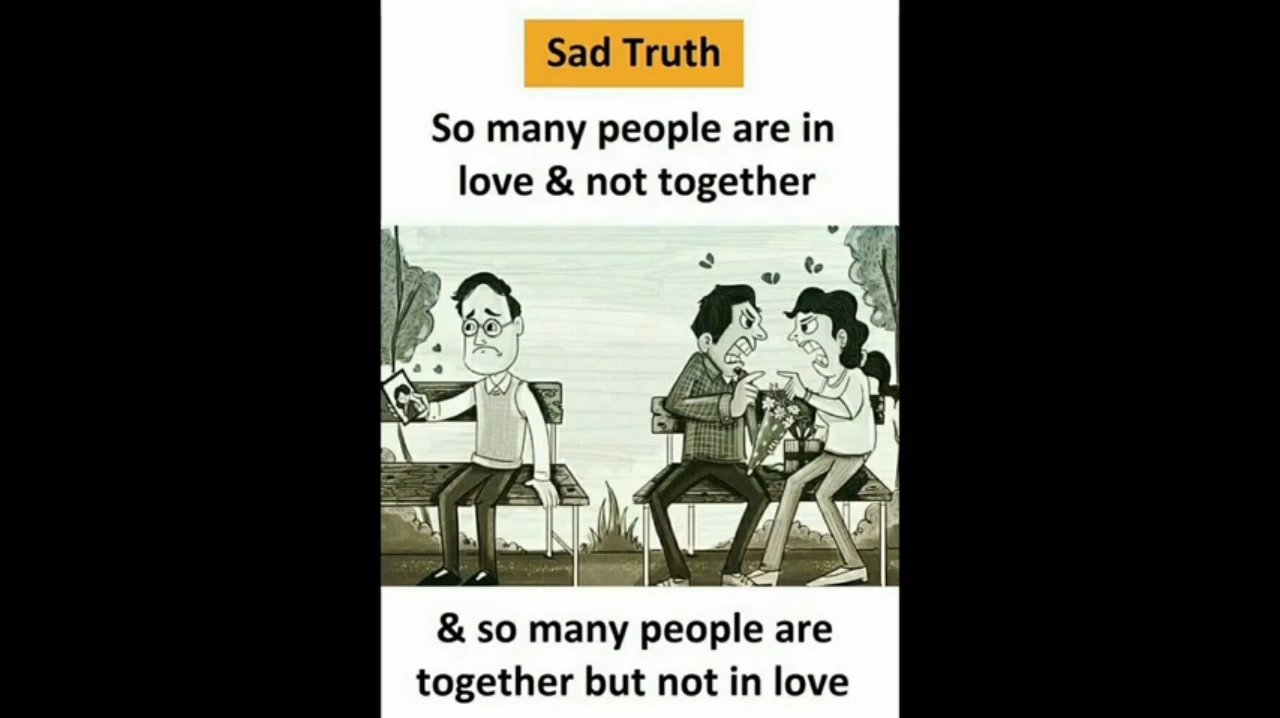 Sad Truth
So many people are in
love & not together
& so many people are
together but not in love